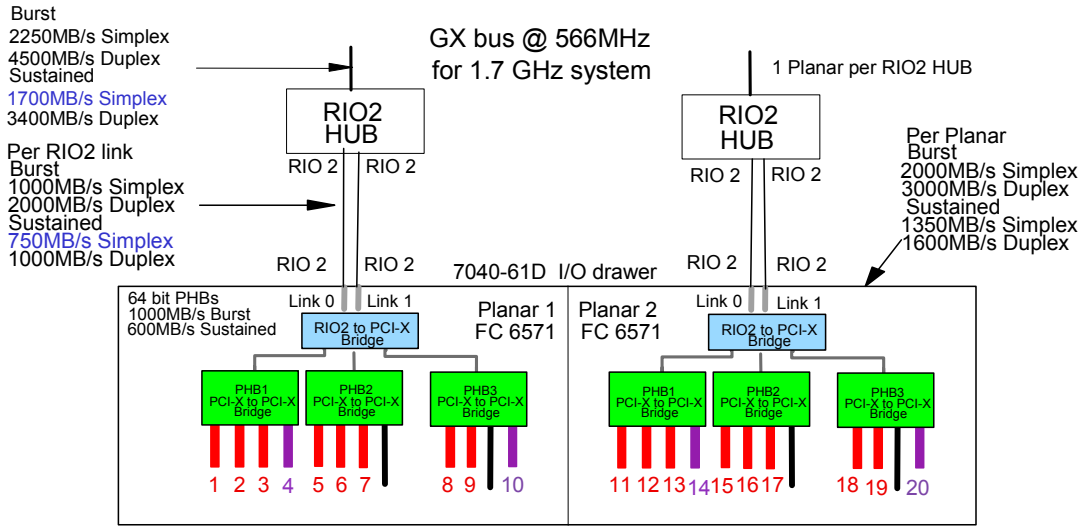 Burst
2250MB/s Simplex
4500MB/s Duplex
Sustained
1700MB/s Simplex
3400MB/s Duplex
GX bus @ 566MHz
for 1.7 GHz system
1 Planar per RIO2 HUB
RIO2
HUB
RIO2
HUB
Per RIO2 link
Burst
1000MB/s Simplex
2000MB/s Duplex
Sustained
750MB/s Simplex
1000MB/s Duplex
RIO 2 RIO 2
RIO 2 RIO 2
Per Planar
Burst
2000MB/s Simplex
3000MB/s Duplex
Sustained
1350MB/s Simplex
1600MB/s Duplex
RIO 2 RIO 2
RIO 2 RIO 2
7040-61D I/O drawer
64 bit PHBs
1000MB/s Burst
600MB/s Sustained
Link 0 Link 1
Planar 1
FC 6571
Planar 2
FC 6571
Link 0 Link 1
RIO2 to PCI-X
Bridge
RIO2 to PCI-X
Bridge
PHB1
PCI-X to PCI-X
Bridge
PHB2
PCI-X to PCI-X
Bridge
PHB3
PCI-X to PCI-X
Bridge
PHB1
PCI-X to PCI-X
Bridge
PHB2
PCI-X to PCI-X
Bridge
PHB3
PCI-X to PCI-X
Bridge
1 2 3 4 5 6 7 8 9 10 11 12 13 14 15 16 17 18 19 20